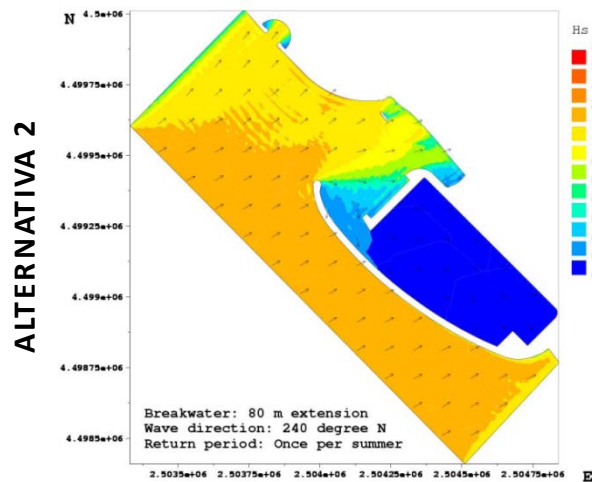 ALTERNATIVA 2
N
4.5e+06
4.49975e+06
4.4995e+06
4.49925e+06
4.499e+06
4.49875e+06
4.4985e+06
Hs
Breakwater: 80 m extension
Wave direction: 240 degree N
Return period: Once per summer
2.5035e+06 2.50375e+06 2.504e+06 2.50425e+06 2.5045e+06 2.50475e+06 E